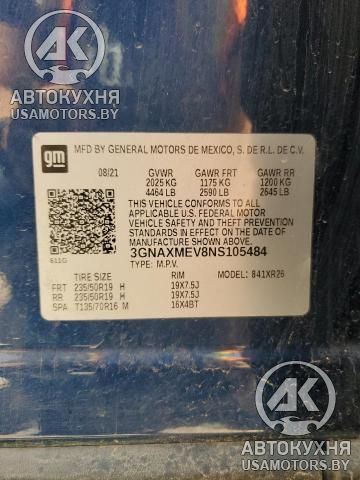 АВТОКУХНЯ
USAMOTORS.BY
gm
MFD BY GENERAL MOTORS DE MEXICO, S. DE R.L. DE C.V.
08/21 GVWR GAWR FRT GAWR RR
2025 KG 1175 KG 1200 KG
4464 LB 2590 LB 2645 LB
THIS VEHICLE CONFORMS TO ALL
APPLICABLE U.S. FEDERAL MOTOR
VEHICLE SAFETY AND THEFT PREVENTION
STANDARDS IN EFFECT ON THE DATE OF
MANUFACTURE SHOWN ABOVE.
3GNAXMEV8NS105484
611G TYPE: M.P.V.
TIRE SIZE RIM MODEL: 841XR26
FRT 235/50R19 H 19X7.5J
RR 235/50R19 H 19X7.5J
SPA T135/70R16 M 16X4BT
АВТОКУХНЯ
USAMOTORS.BY